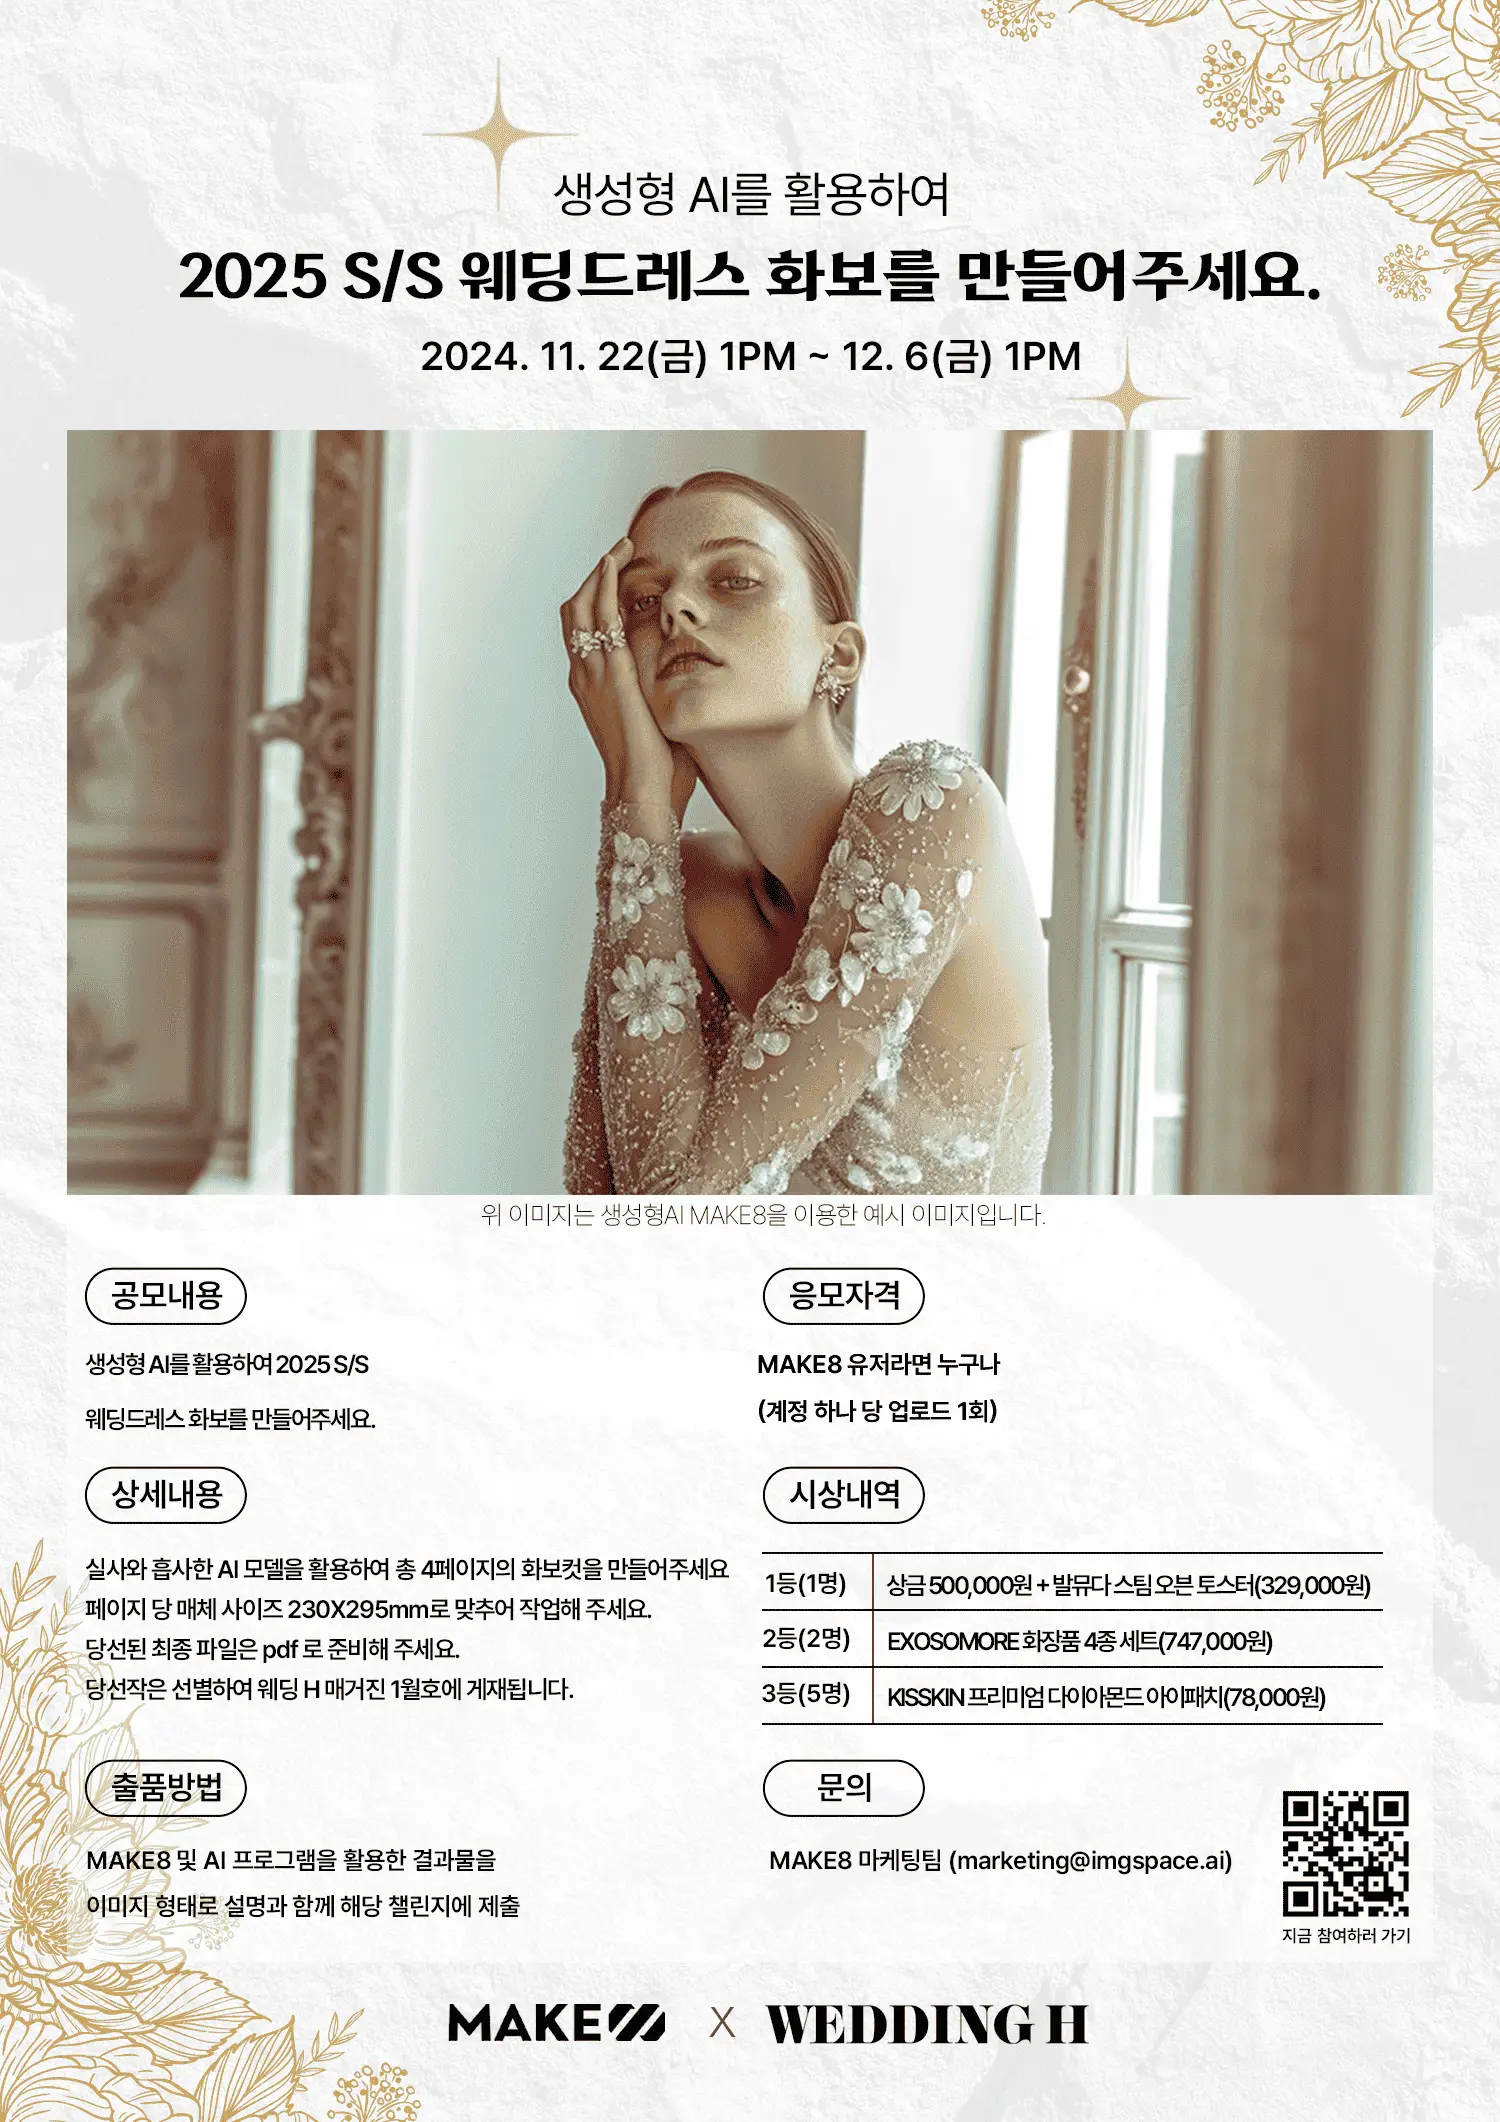 생성형 AI를 활용하여
2025 S/S 웨딩드레스 화보를 만들어주세요.
2024. 11. 22(금) 1PM ~ 12. 6(금) 1PM
위 이미지는 생성형AI MAKE8을 이용한 예시 이미지입니다.
공모내용
생성형 AI를 활용하여 2025 S/S
웨딩드레스 화보를 만들어주세요.
응모자격
MAKE8 유저라면 누구나
(계정 하나 당 업로드 1회)
상세내용
실사와 흡사한 AI 모델을 활용하여 총 4페이지의 화보컷을 만들어주세요
페이지 당 매체 사이즈 230X295mm로 맞추어 작업해 주세요.
당선된 최종 파일은 pdf 로 준비해 주세요.
당선작은 선별하여 웨딩 H 매거진 1월호에 게재됩니다.
시상내역
1등(1명) 상금 500,000원 + 발뮤다 스팀 오븐 토스터(329,000원)
2등(2명) EXOSOMORE 화장품 4종 세트(747,000원)
3등(5명) KISSKIN 프리미엄 다이아몬드 아이패치(78,000원)
출품방법
MAKE8 및 AI 프로그램을 활용한 결과물을
이미지 형태로 설명과 함께 해당 챌린지에 제출
문의
MAKE8 마케팅팀 (marketing@imgspace.ai)
지금 참여하러 가기
MAKE8 X WEDDING H